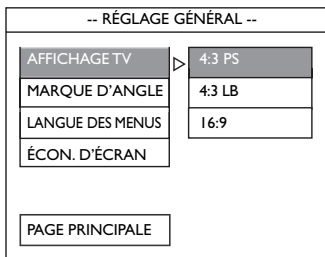 -- RÉGLAGE GÉNÉRAL --
AFFICHAGE TV
4:3 PS
MARQUE D'ANGLE
4:3 LB
LANGUE DES MENUS
16:9
ÉCON. D'ÉCRAN
PAGE PRINCIPALE